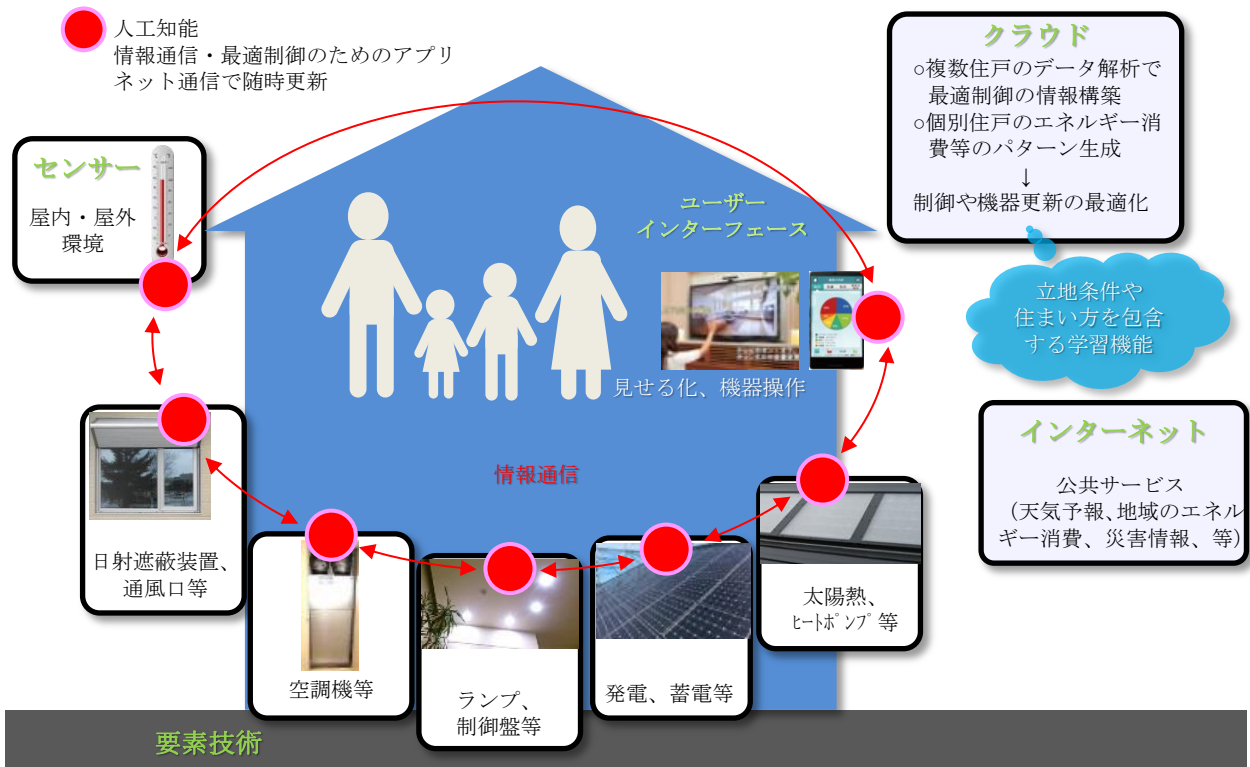 人工知能
情報通信・最適制御のためのアプリ
ネット通信で随時更新
クラウド
○複数住戸のデータ解析で
最適制御の情報構築
○個別住戸のエネルギー消
費等のパターン生成
↓
制御や機器更新の最適化
センサー
屋内・屋外
環境
ユーザー
インターフェース
見せる化、機器操作
立地条件や
住まい方を包含
する学習機能
インターネット
公共サービス
（天気予報、地域のエネル
ギー消費、災害情報、等）
情報通信
日射遮蔽装置、
通風口等
空調機等
ランプ、
制御盤等
発電、蓄電等
太陽熱、
ﾋｰﾄﾎﾟﾝﾌﾟ等
要素技術